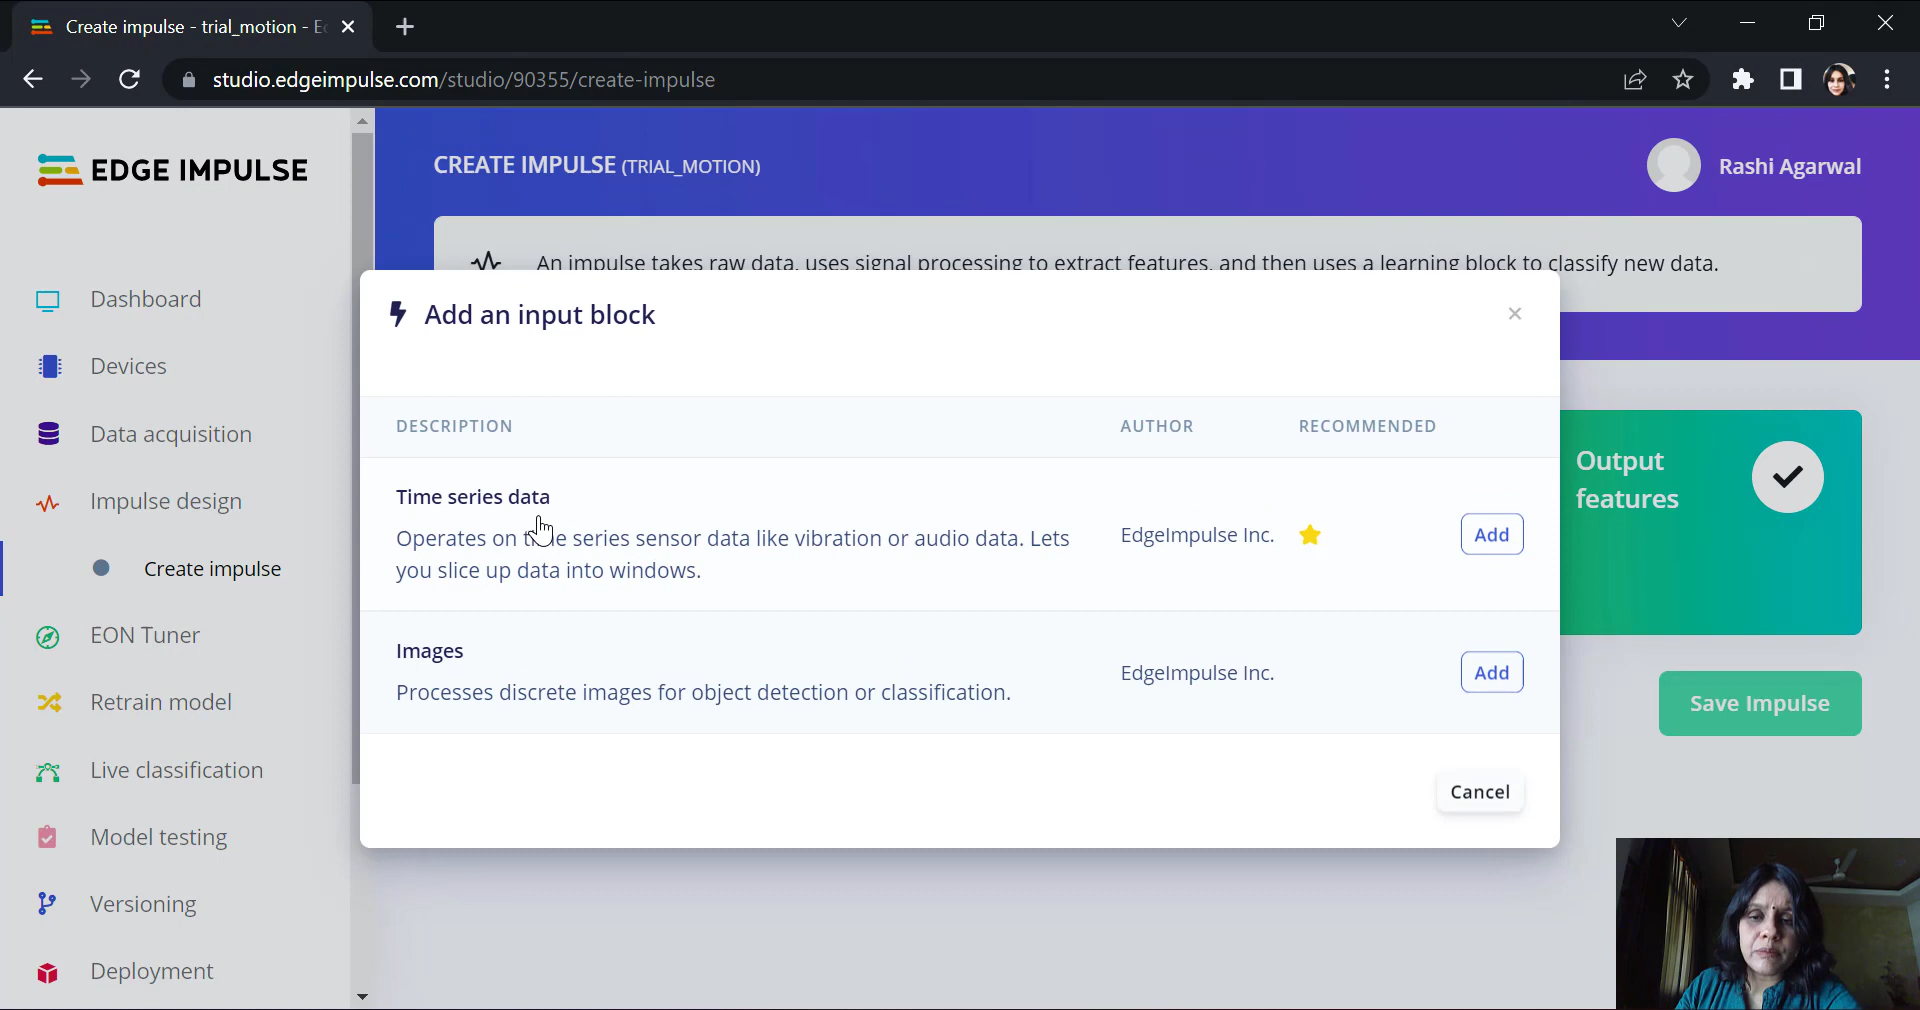 Create impulse - trial_motion - E
studio.edgeimpulse.com/studio/90355/create-impulse
EDGE IMPULSE
CREATE IMPULSE (TRIAL_MOTION)
Rashi Agarwal
An impulse takes raw data, uses signal processing to extract features, and then uses a learning block to classify new data.
Dashboard
Devices
Data acquisition
Impulse design
Create impulse
EON Tuner
Retrain model
Live classification
Model testing
Versioning
Deployment
Add an input block
×
DESCRIPTION AUTHOR RECOMMENDED
Time series data
Operates on time series sensor data like vibration or audio data. Lets
you slice up data into windows.
EdgeImpulse Inc.
Add
Images
Processes discrete images for object detection or classification.
EdgeImpulse Inc.
Add
Cancel
Output
features
Save Impulse